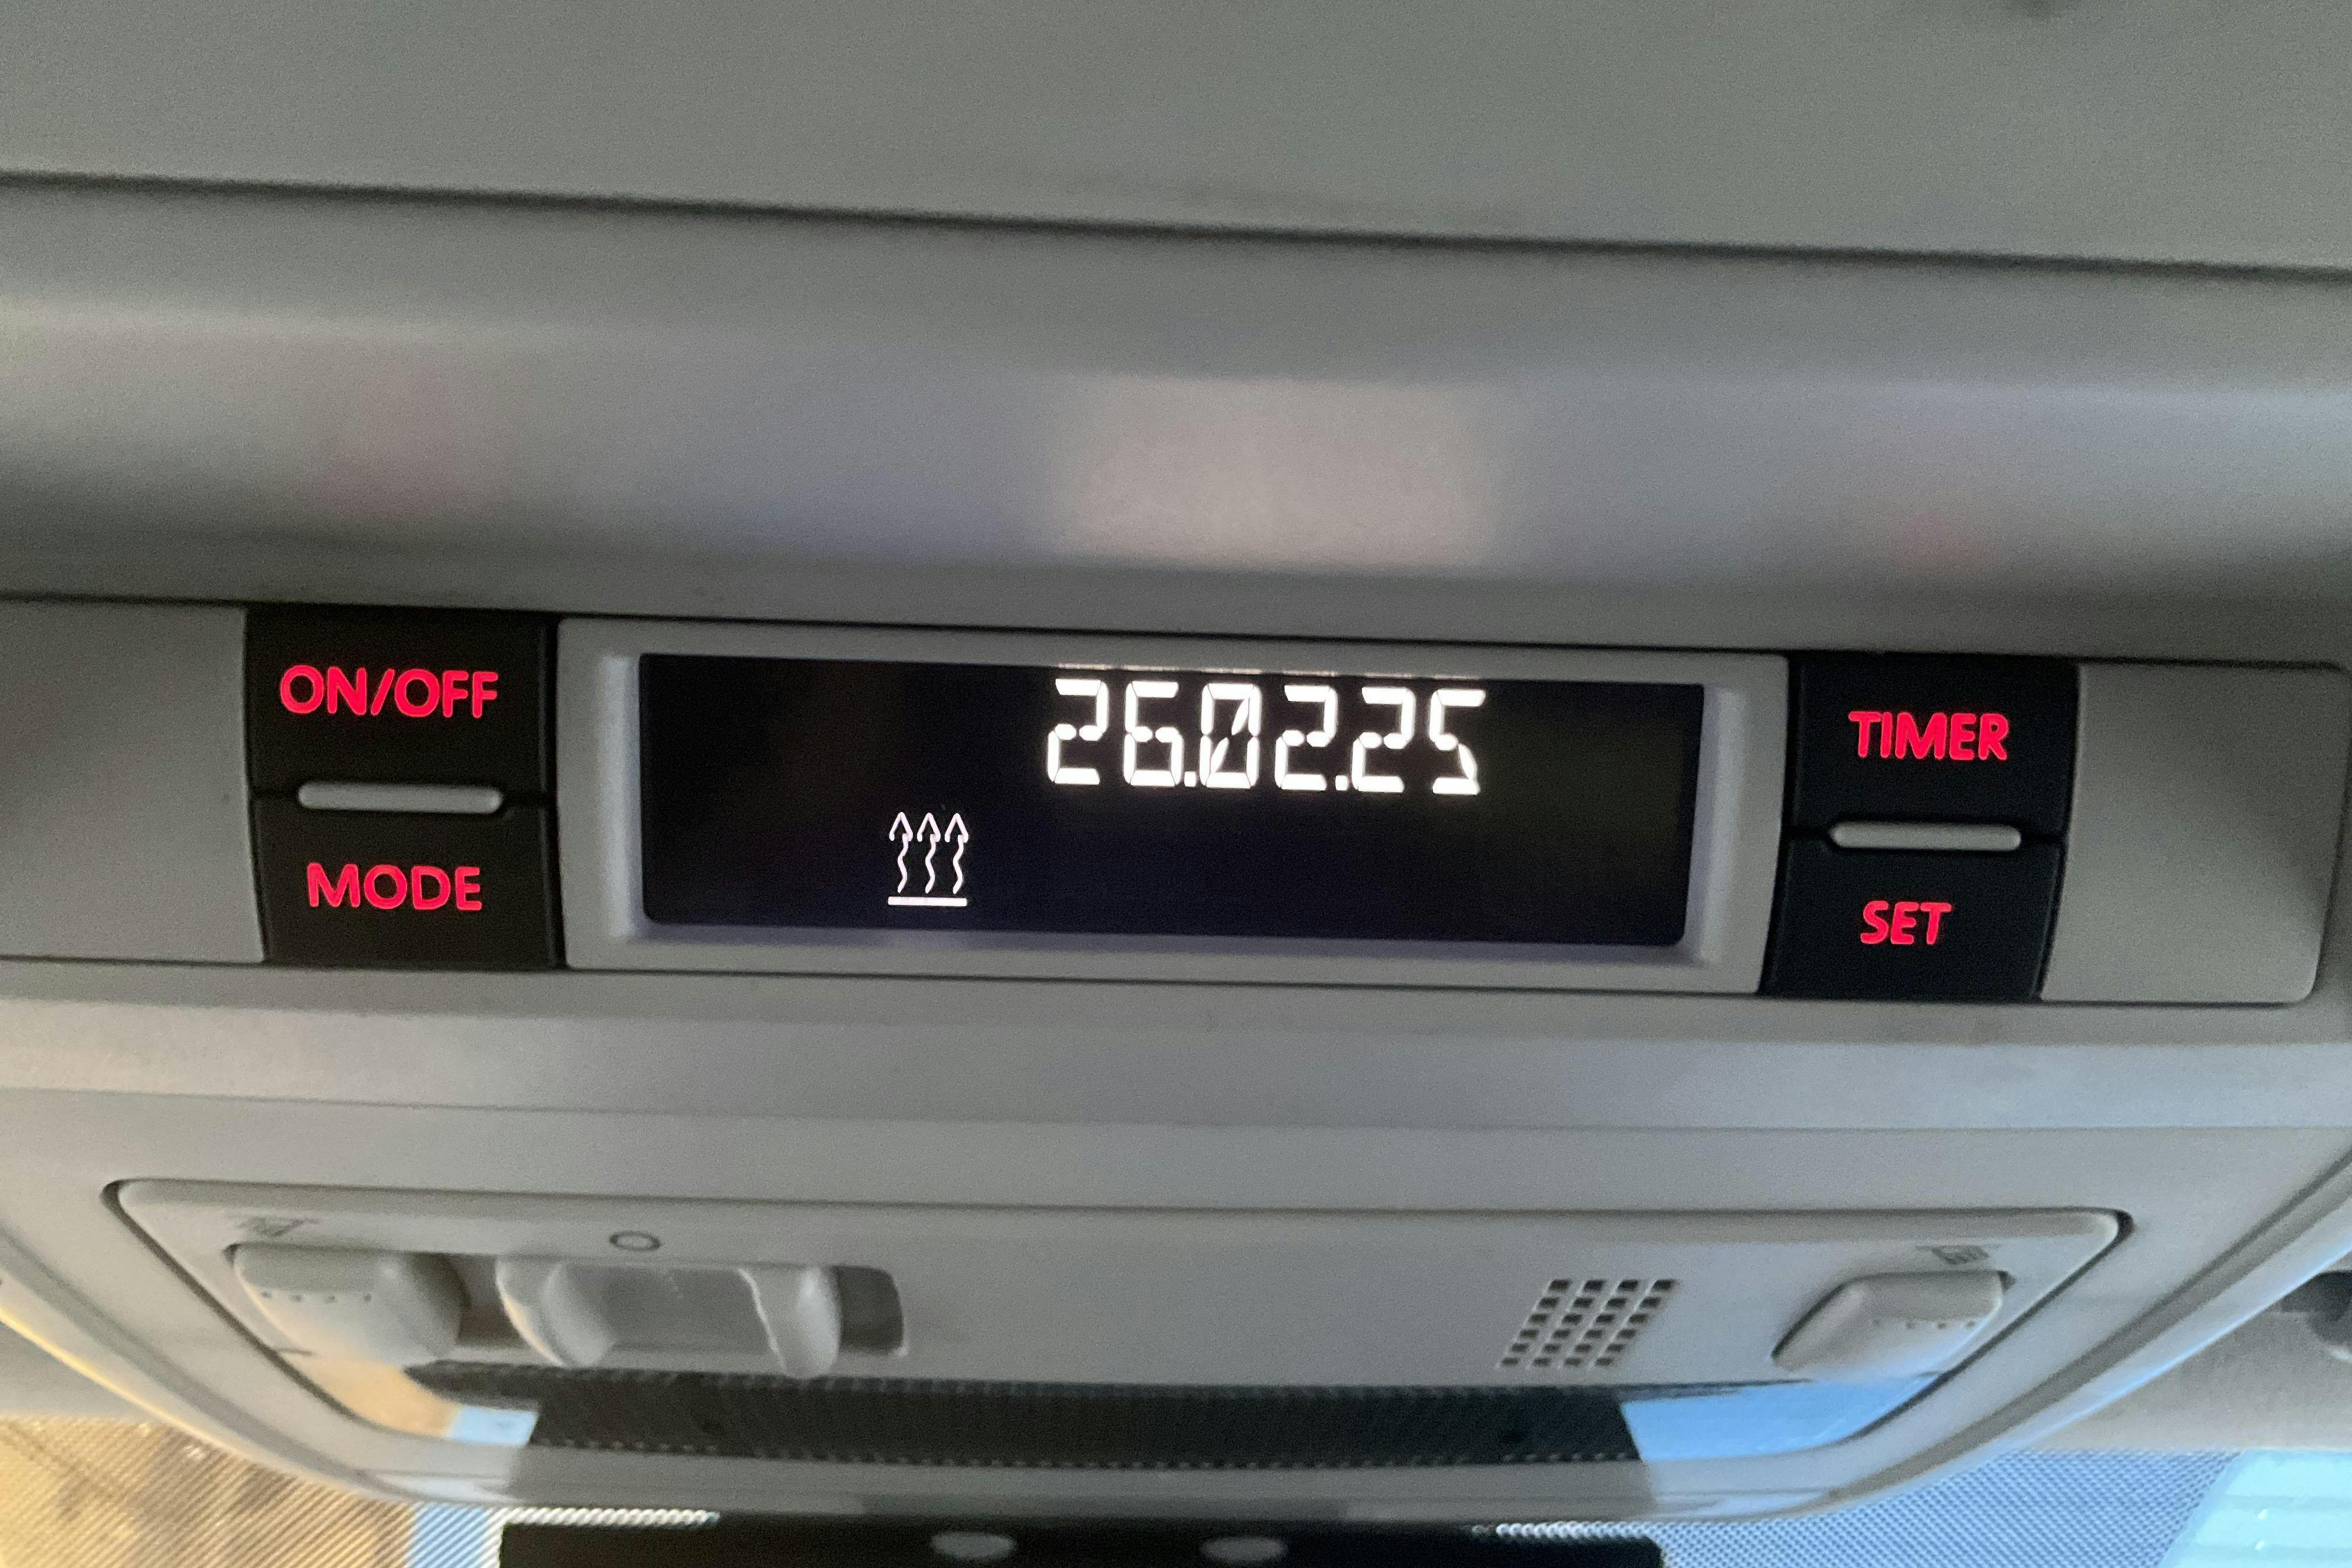 ON/OFF
MODE
26.02.25
TIMER
SET